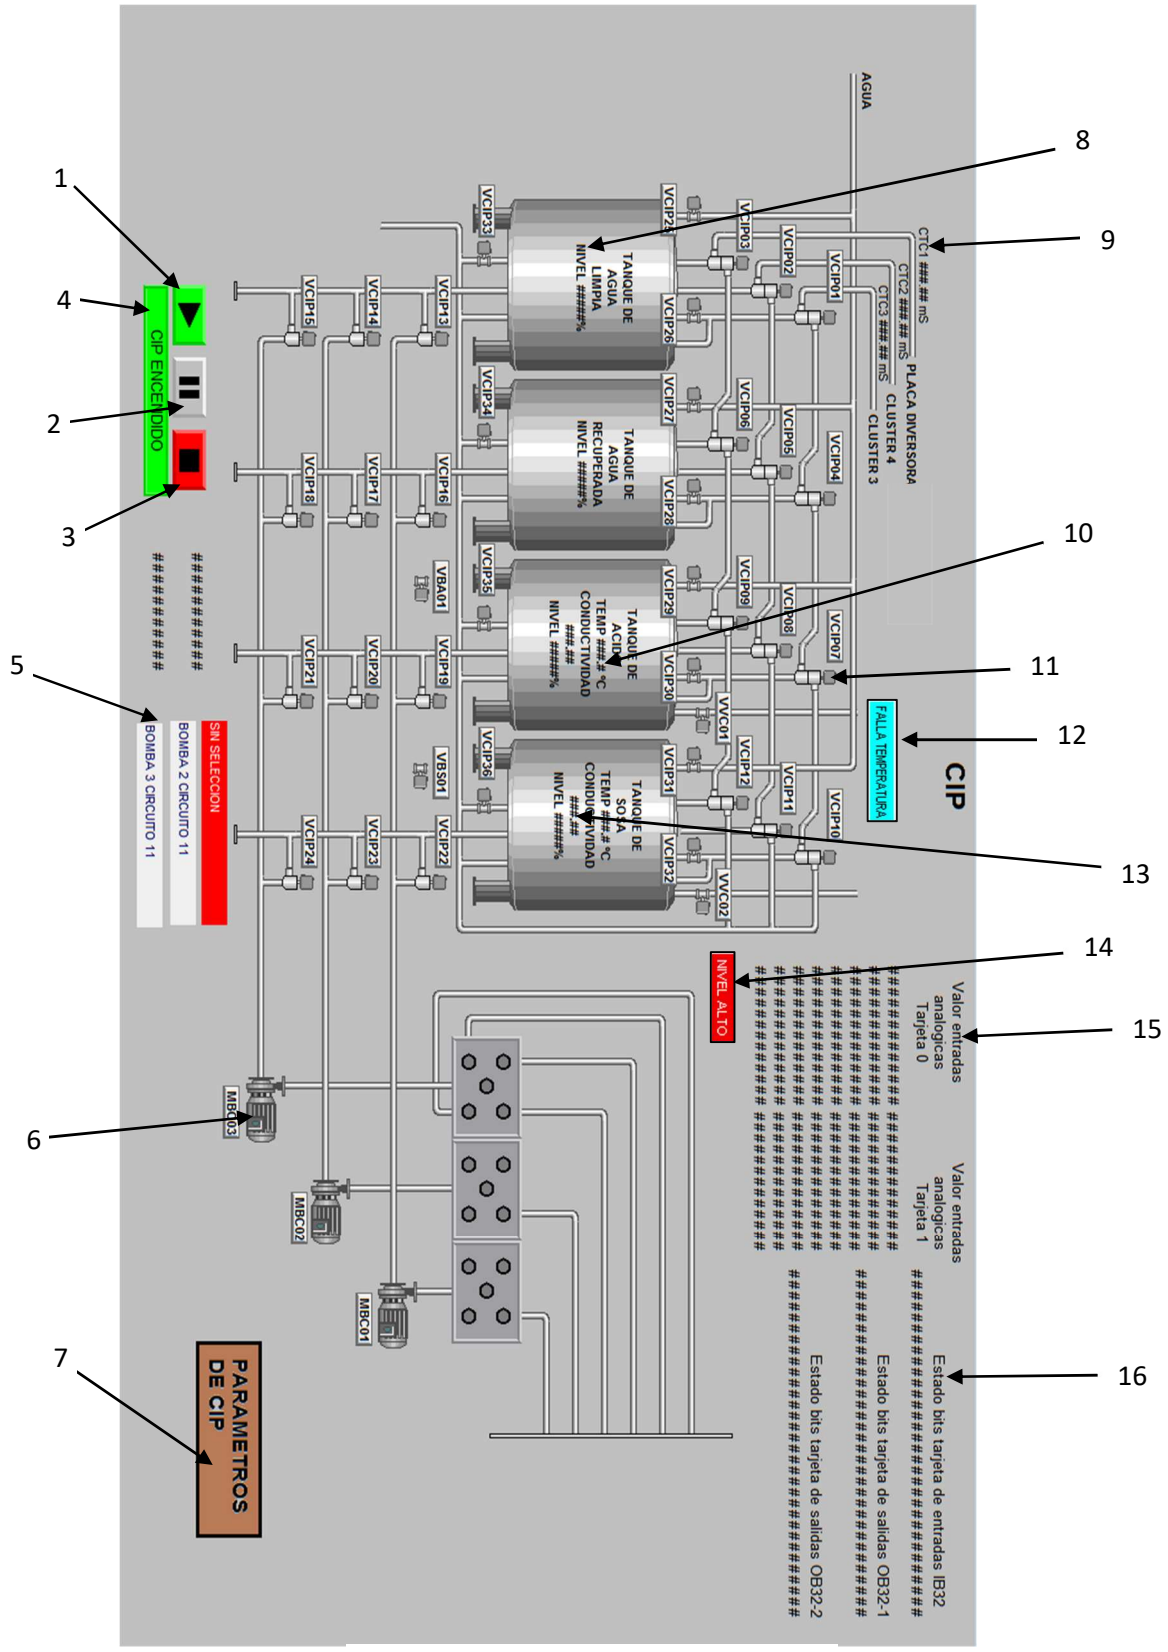 CIP
AGUA
CTC1 ###.## mS
CTC2 ###.## mS
CTC3 ###.## mS
PLACA DIVERSORA
CLUSTER 4
CLUSTER 3
FALLA TEMPERATURA
VCIP01
VCIP02
VCIP03
VCIP04
VCIP05
VCIP06
VCIP07
VCIP08
VCIP09
VCIP10
VCIP11
VCIP12
VCIP25
VCIP26
VCIP27
VCIP28
VCIP29
VCIP30
VVC01
VCIP31
VCIP32
VVC02
TANQUE DE
AGUA
LIMPIA
NIVEL #####%
TANQUE DE
AGUA
RECUPERADA
NIVEL #####%
TANQUE DE
ACIDO
TEMP ###.# ºC
CONDUCTIVIDAD
###.##
NIVEL #####%
TANQUE DE
SOSA
TEMP ###.# ºC
CONDUCTIVIDAD
###.##
NIVEL #####%
VCIP33
VCIP34
VCIP35
VCIP36
VBA01
VBS01
VCIP13
VCIP14
VCIP15
VCIP16
VCIP17
VCIP18
VCIP19
VCIP20
VCIP21
VCIP22
VCIP23
VCIP24
NIVEL ALTO
Valor entradas
analogicas
Tarjeta 0
Valor entradas
analogicas
Tarjeta 1
Estado bits tarjeta de entradas IB32
Estado bits tarjeta de salidas OB32-1
Estado bits tarjeta de salidas OB32-2
MBC03
MBC02
MBC01
CIP ENCENDIDO
##########
##########
SIN SELECCION
BOMBA 2 CIRCUITO 11
BOMBA 3 CIRCUITO 11
PARAMETROS
DE CIP
1
2
3
4
5
6
7
8
9
10
11
12
13
14
15
16